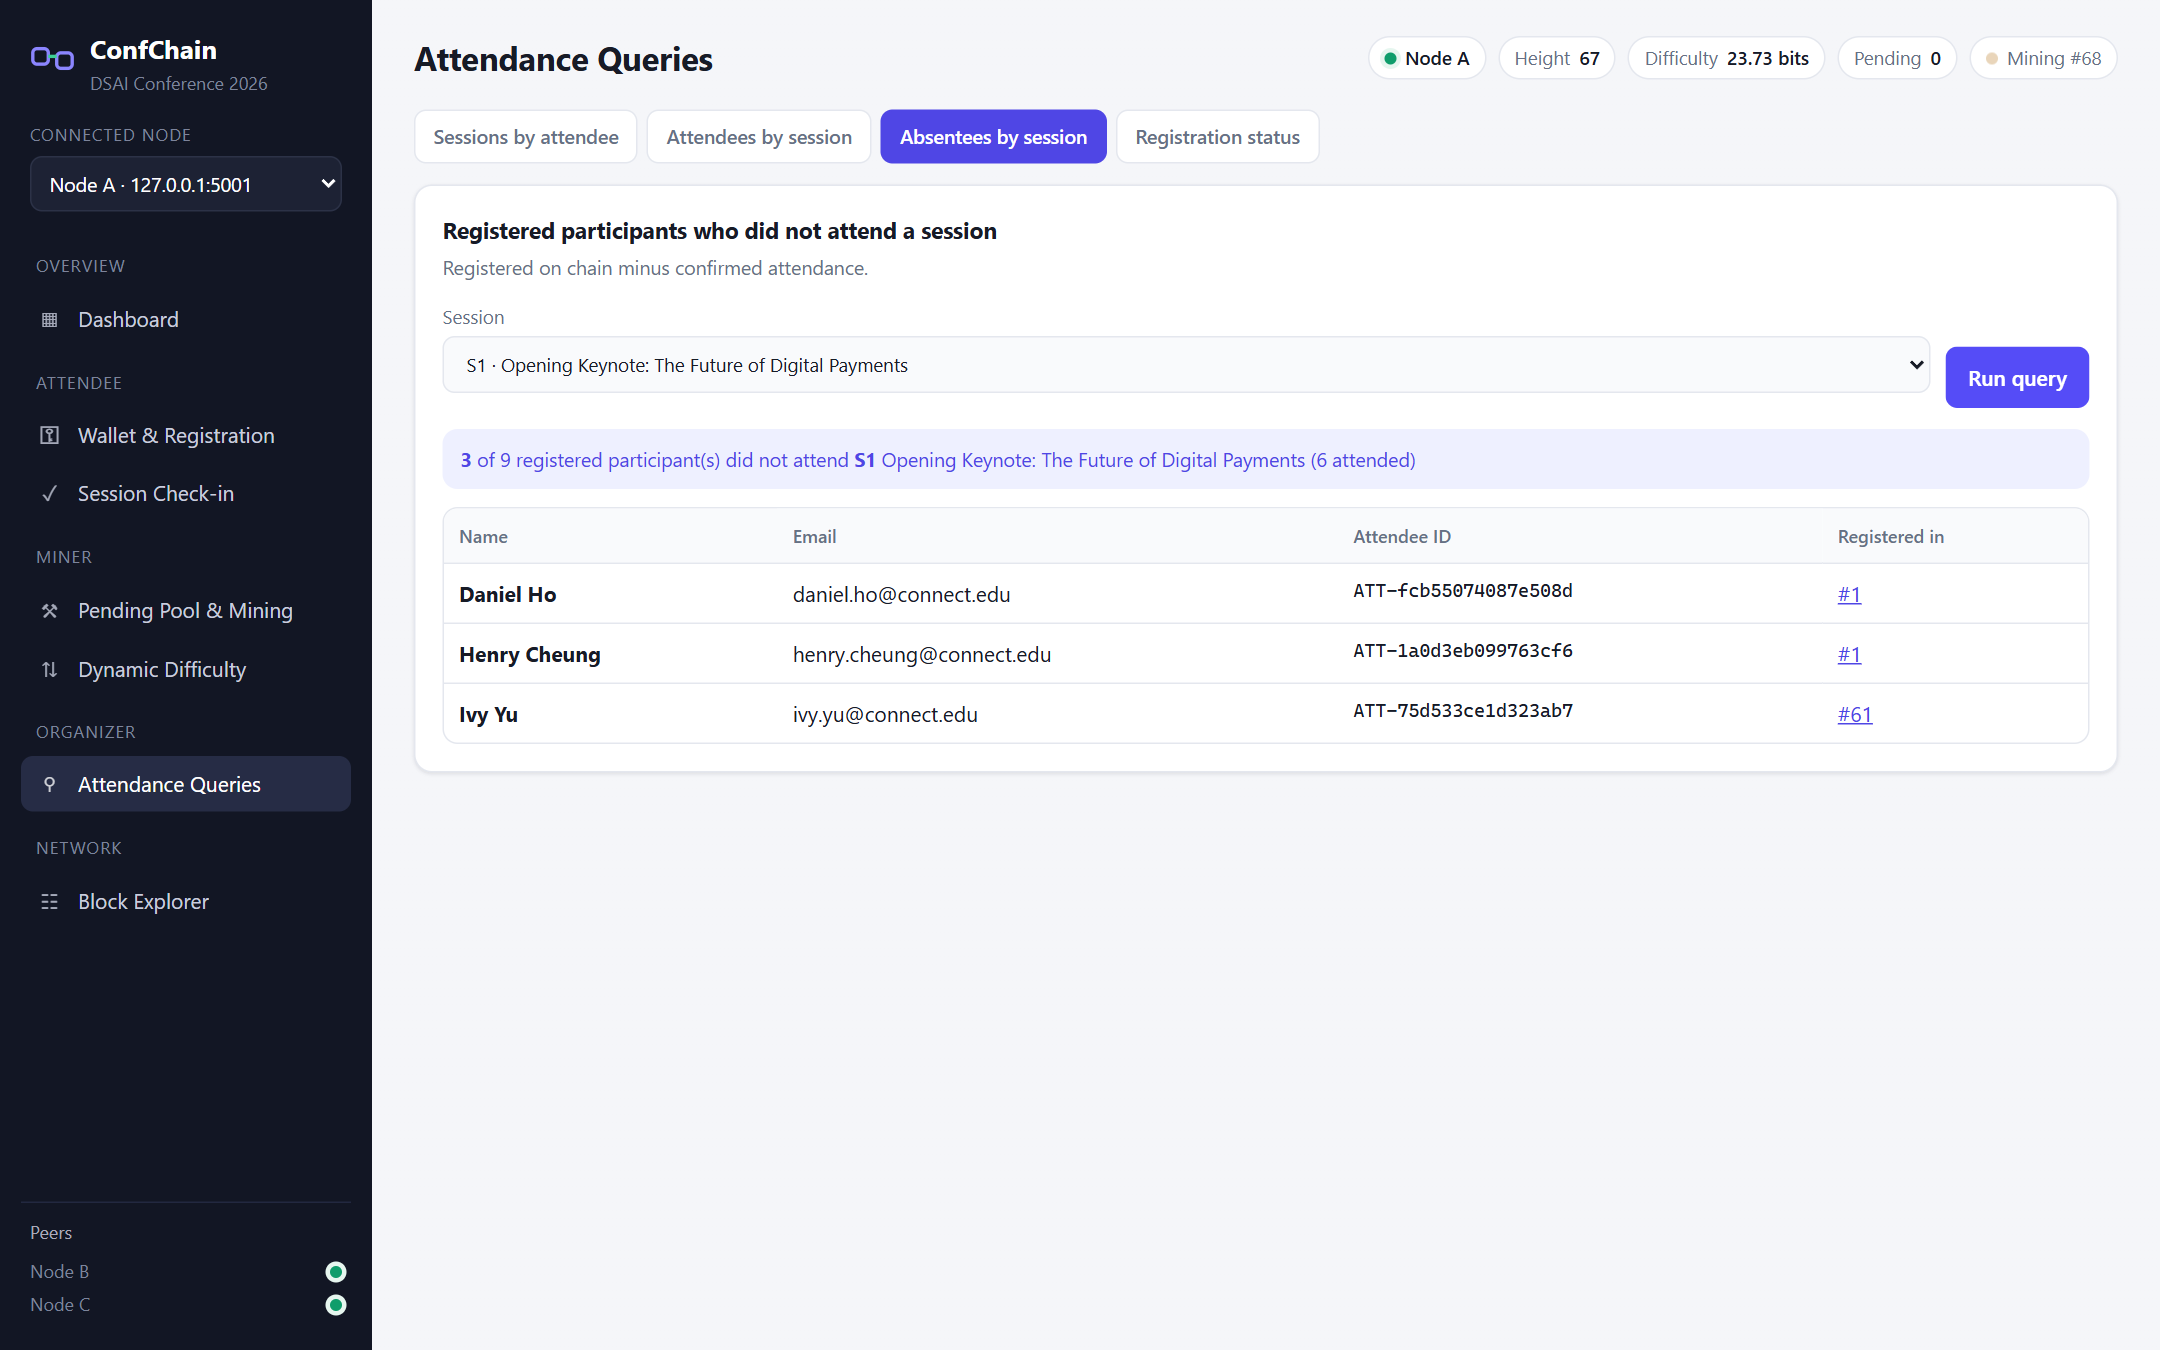 ConfChain
DSAI Conference 2026
CONNECTED NODE
Node A · 127.0.0.1:5001
OVERVIEW
Dashboard
ATTENDEE
Wallet & Registration
Session Check-in
MINER
Pending Pool & Mining
Dynamic Difficulty
ORGANIZER
Attendance Queries
NETWORK
Block Explorer
Peers
Node B
Node C
Attendance Queries
Node A
Height 67
Difficulty 23.73 bits
Pending 0
Mining #68
Sessions by attendee
Attendees by session
Absentees by session
Registration status
Registered participants who did not attend a session
Registered on chain minus confirmed attendance.
Session
S1 · Opening Keynote: The Future of Digital Payments
Run query
3 of 9 registered participant(s) did not attend S1 Opening Keynote: The Future of Digital Payments (6 attended)
Name Email Attendee ID Registered in
Daniel Ho daniel.ho@connect.edu ATT-fcb55074087e508d #1
Henry Cheung henry.cheung@connect.edu ATT-1a0d3eb099763cf6 #1
Ivy Yu ivy.yu@connect.edu ATT-75d533ce1d323ab7 #61